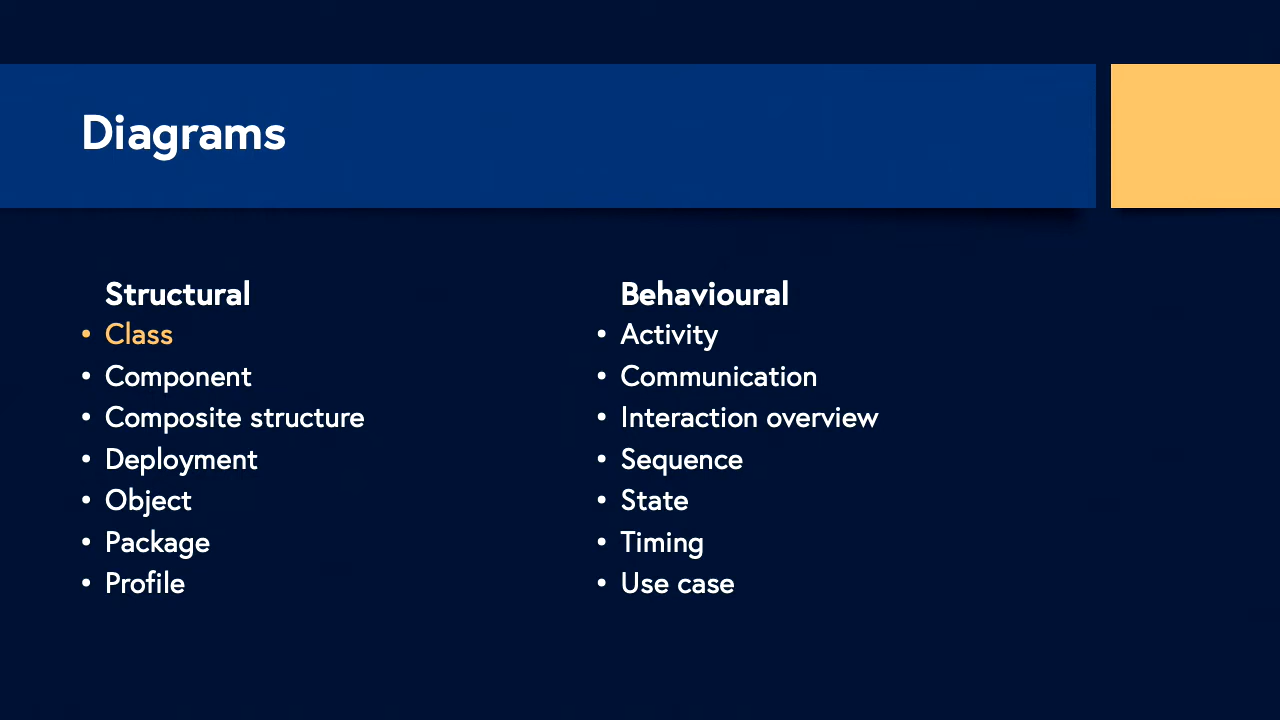 Diagrams
Structural
• Class
• Component
• Composite structure
• Deployment
• Object
• Package
• Profile
Behavioural
• Activity
• Communication
• Interaction overview
• Sequence
• State
• Timing
• Use case